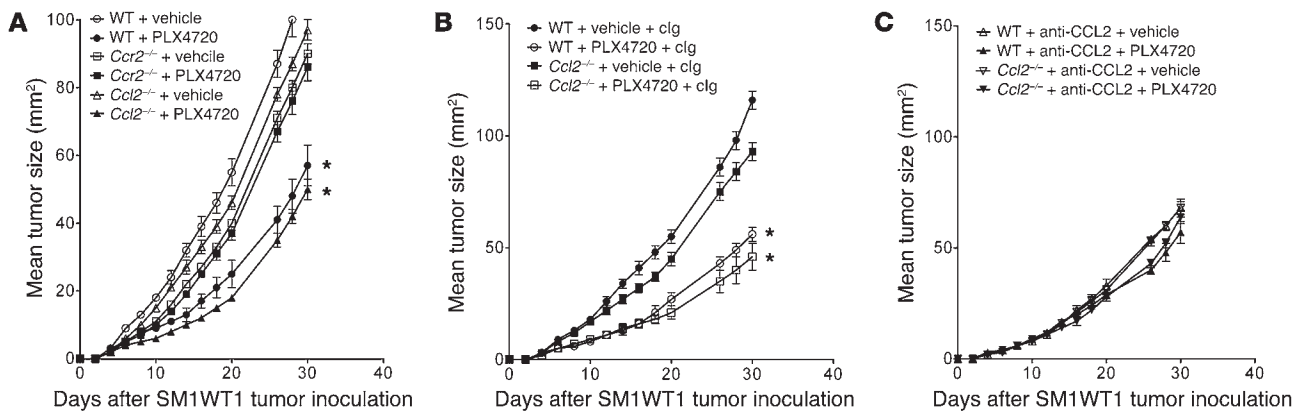 A
WT + vehicle
WT + PLX4720
Ccr2⁻/⁻ + vehcile
Ccr2⁻/⁻ + PLX4720
Ccl2⁻/⁻ + vehicle
Ccl2⁻/⁻ + PLX4720
Mean tumor size (mm²)
100
80
60
40
20
0
*
*
0 10 20 30 40
Days after SM1WT1 tumor inoculation
B
WT + vehicle + cIg
WT + PLX4720 + cIg
Ccl2⁻/⁻ + vehicle + cIg
Ccl2⁻/⁻ + PLX4720 + cIg
Mean tumor size (mm²)
150
100
50
0
*
*
0 10 20 30 40
Days after SM1WT1 tumor inoculation
C
WT + anti-CCL2 + vehicle
WT + anti-CCL2 + PLX4720
Ccl2⁻/⁻ + anti-CCL2 + vehicle
Ccl2⁻/⁻ + anti-CCL2 + PLX4720
Mean tumor size (mm²)
150
100
50
0
0 10 20 30 40
Days after SM1WT1 tumor inoculation